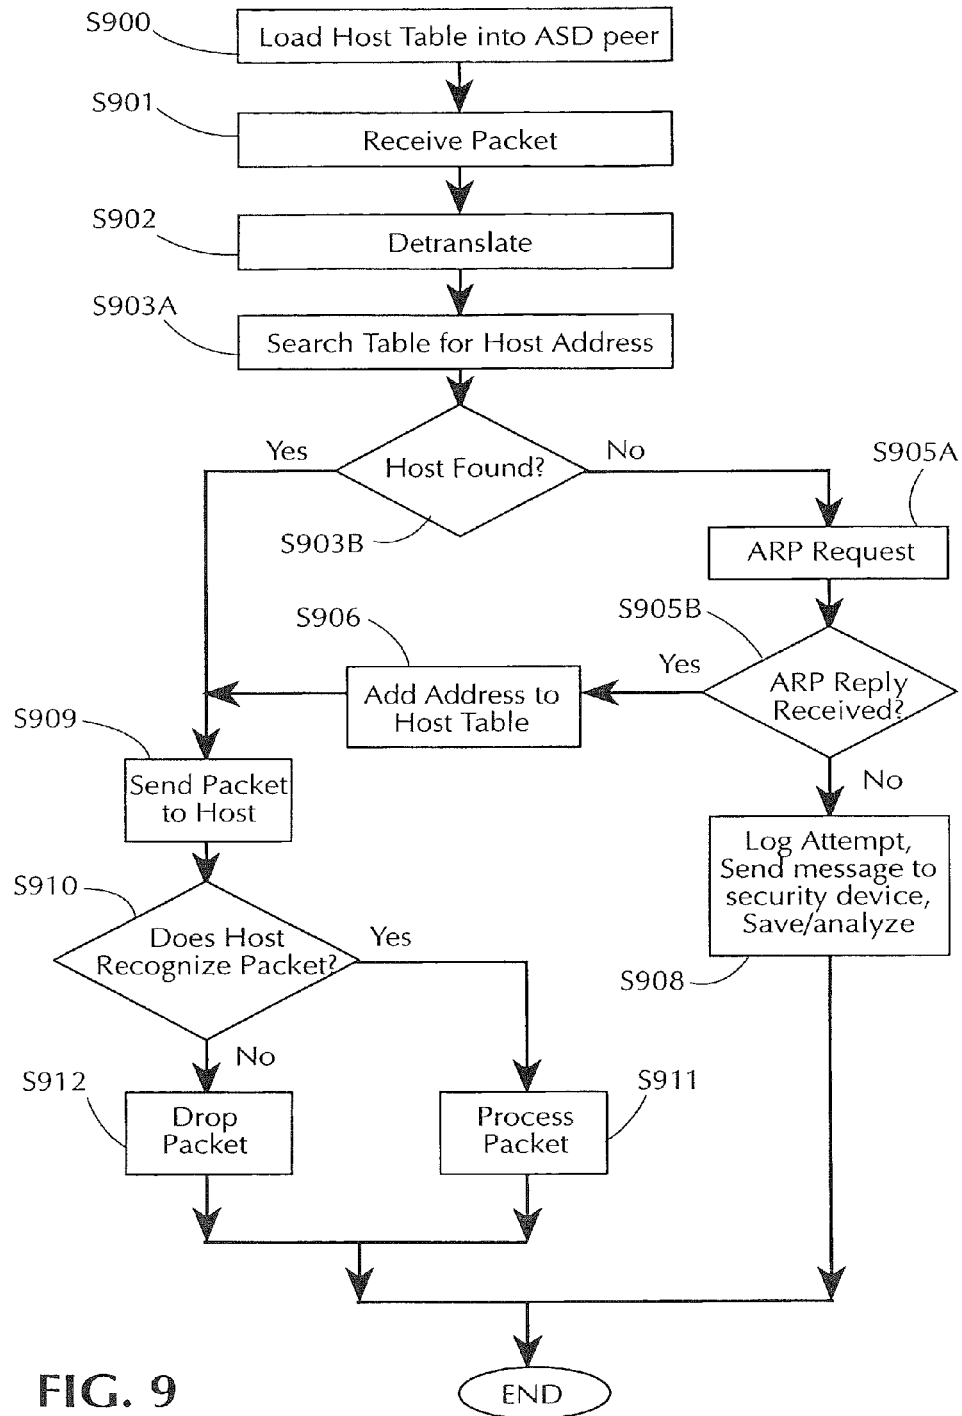 S900
Load Host Table into ASD peer
S901
Receive Packet
S902
Detranslate
S903A
Search Table for Host Address
Yes
Host Found?
No
S903B
S905A
ARP Request
S905B
S906
Yes
Add Address to
Host Table
ARP Reply
Received?
No
S909
Send Packet
to Host
Log Attempt,
Send message to
security device,
Save/analyze
S908
S910
Does Host
Recognize Packet?
Yes
No
S912
Drop
Packet
S911
Process
Packet
END
FIG. 9